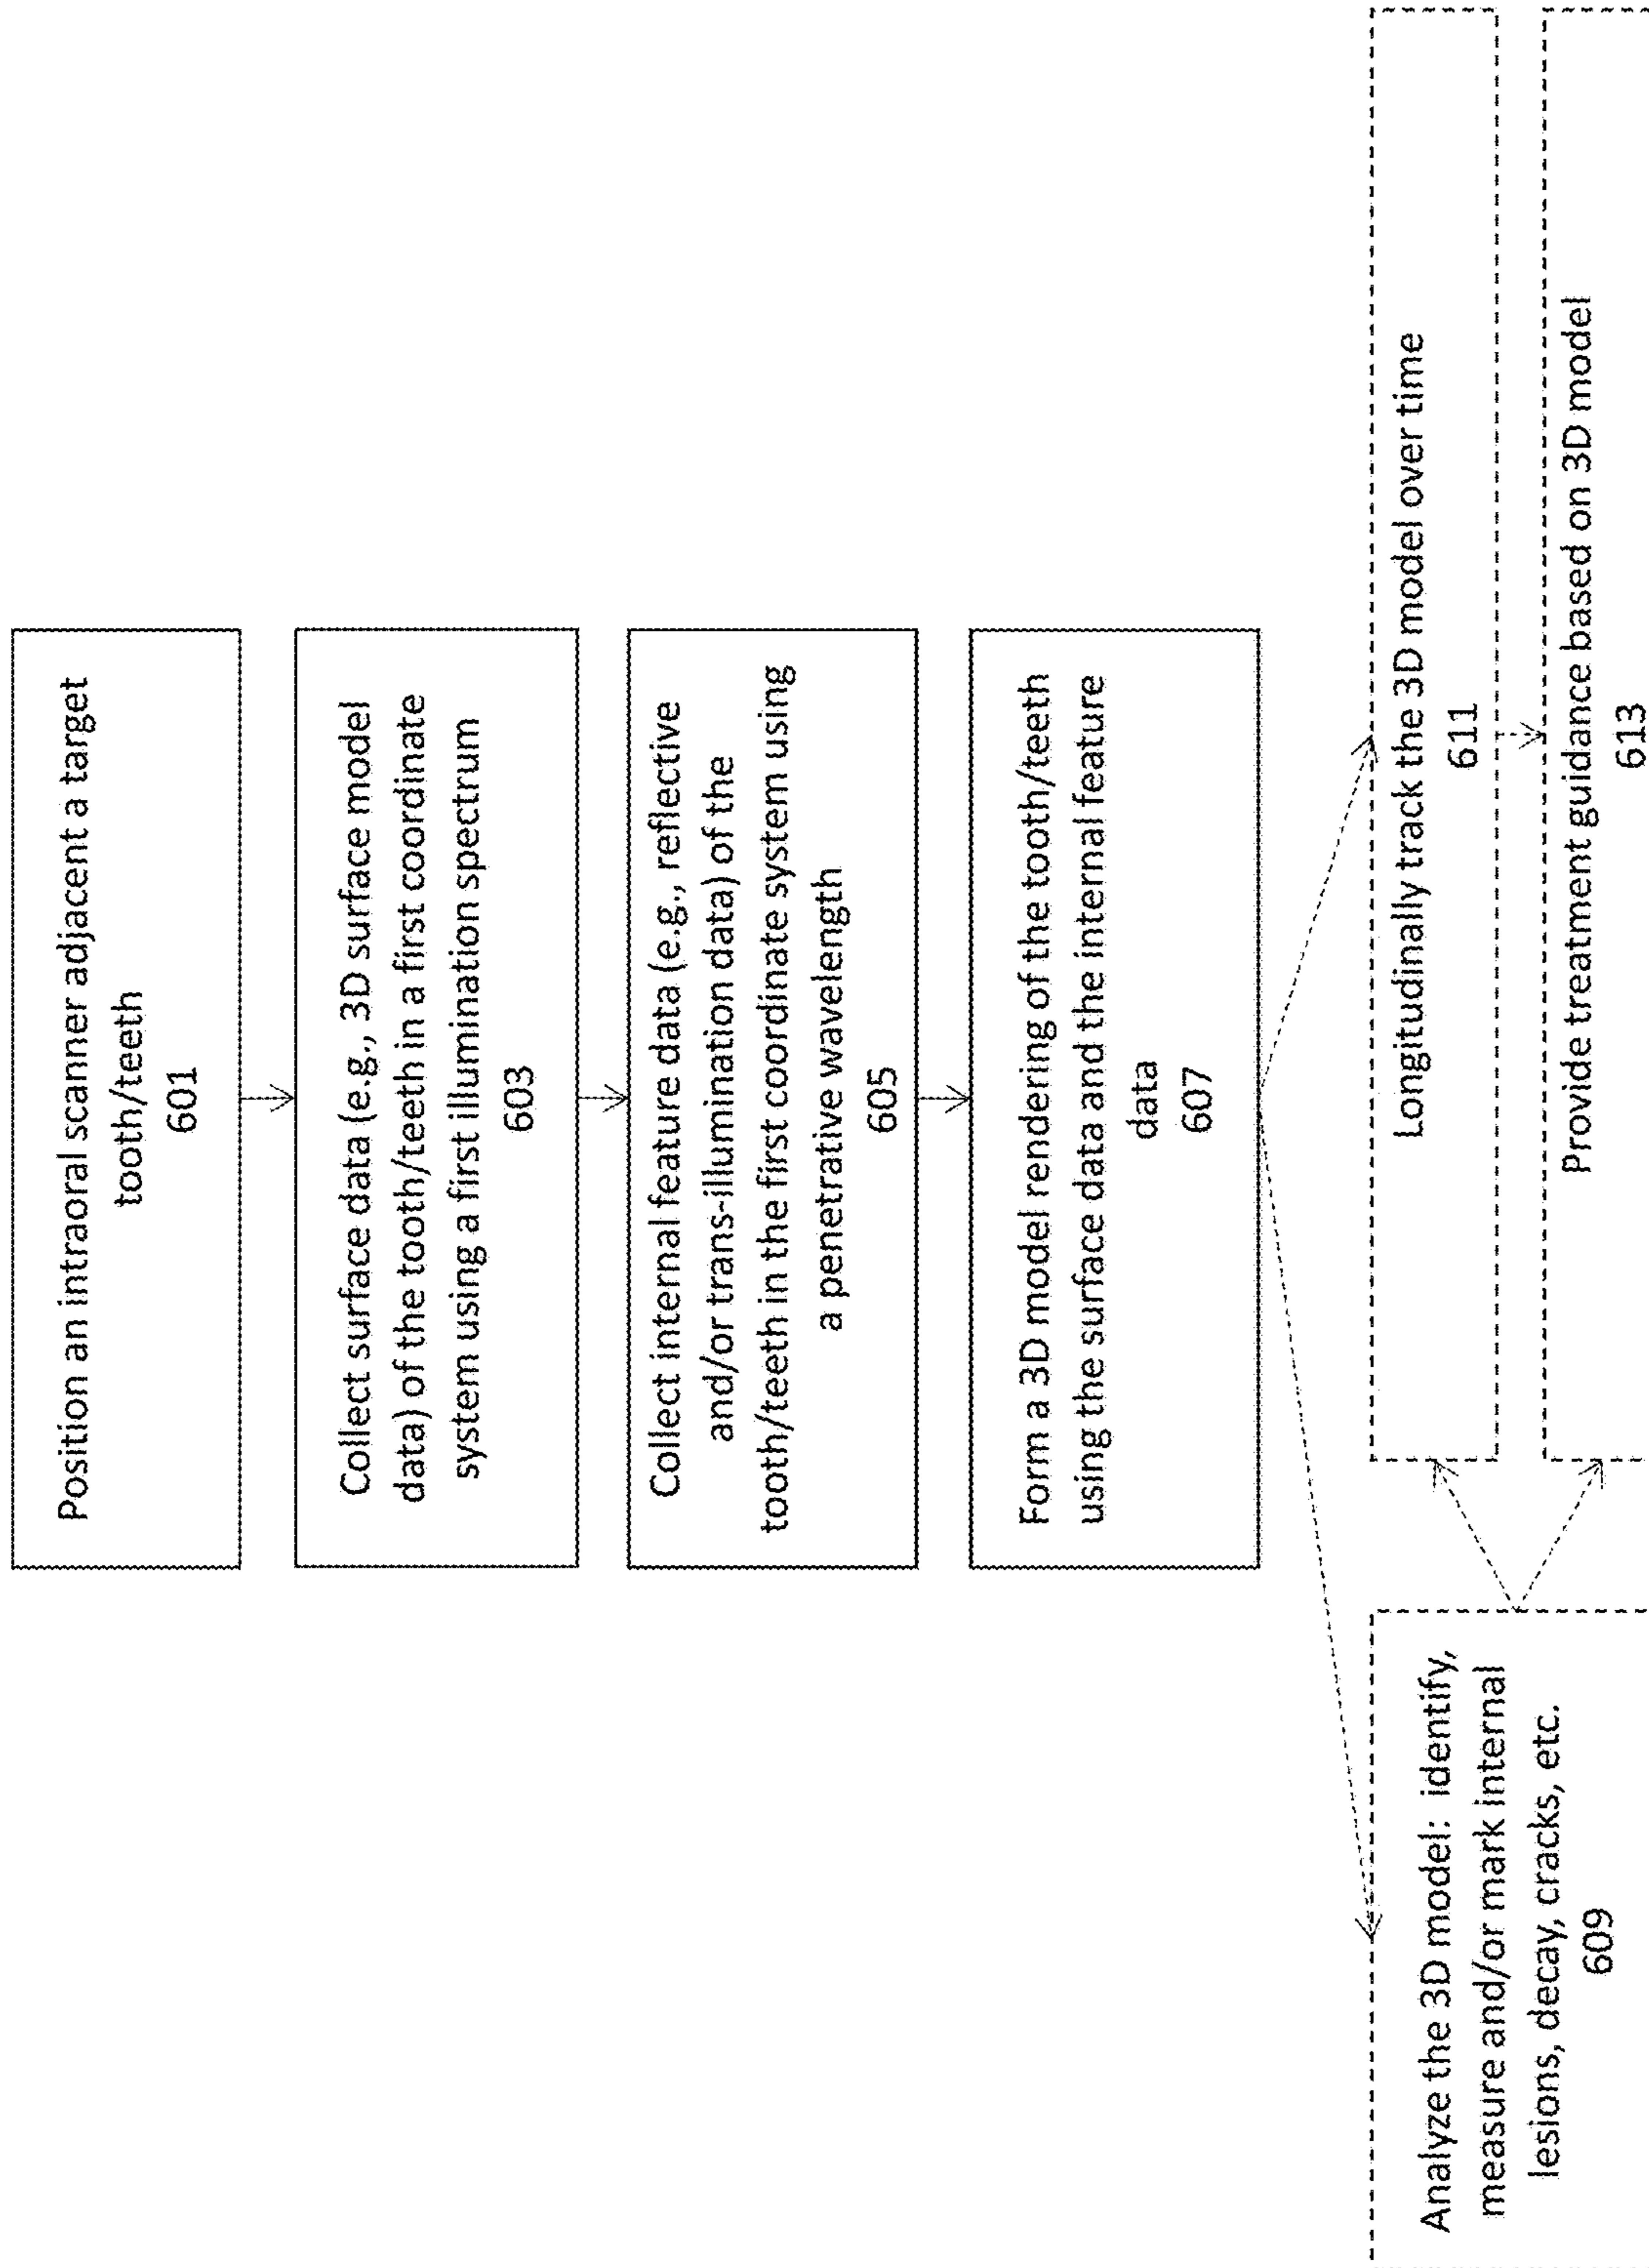 Position an intraoral scanner adjacent a target
tooth/teeth
601
Collect surface data (e.g., 3D surface model
data) of the tooth/teeth in a first coordinate
system using a first illumination spectrum
603
Collect internal feature data (e.g., reflective
and/or trans-illumination data) of the
tooth/teeth in the first coordinate system using
a penetrative wavelength
605
Form a 3D model rendering of the tooth/teeth
using the surface data and the internal feature
data
607
Analyze the 3D model: identify,
measure and/or mark internal
lesions, decay, cracks, etc.
609
Longitudinally track the 3D model over time
611
Provide treatment guidance based on 3D model
613